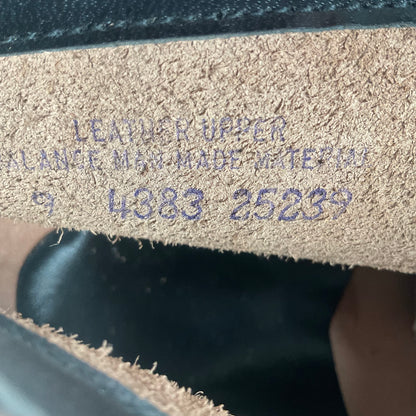 LEATHER UPPER
BALANCE MAN MADE MATERIAL
9 4383 25239